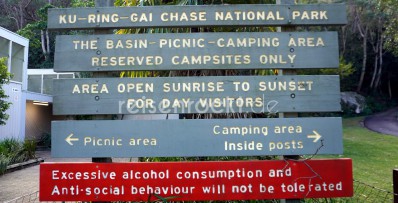 KU-RING-GAI CHASE NATIONAL PARK
THE BASIN-PICNIC-CAMPING AREA
RESERVED CAMPSITES ONLY
AREA OPEN SUNRISE TO SUNSET
FOR DAY VISITORS
Picnic area
Camping area
Inside posts
Excessive alcohol consumption and
Anti-social behaviour will not be tolerated